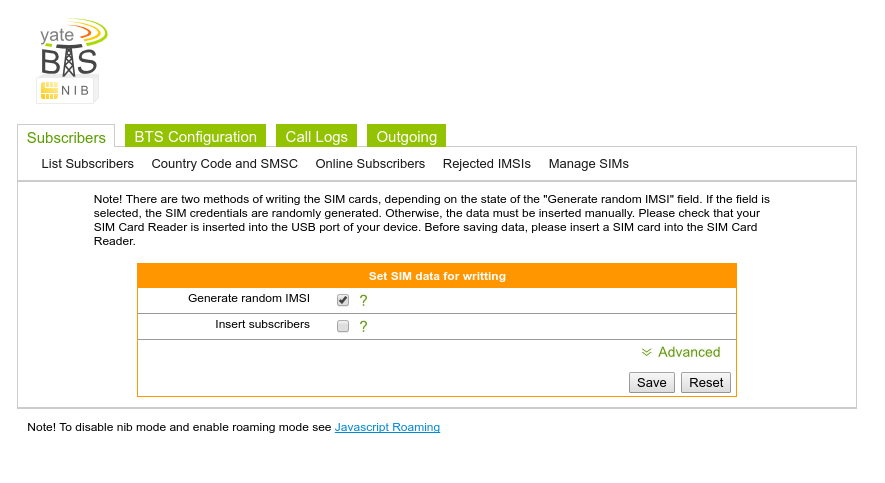 yate
BTS
NIB
Subscribers BTS Configuration Call Logs Outgoing
List Subscribers Country Code and SMSC Online Subscribers Rejected IMSIs Manage SIMs
Note! There are two methods of writing the SIM cards, depending on the state of the "Generate random IMSI" field. If the field is
selected, the SIM credentials are randomly generated. Otherwise, the data must be inserted manually. Please check that your
SIM Card Reader is inserted into the USB port of your device. Before saving data, please insert a SIM card into the SIM Card
Reader.
Set SIM data for writting
Generate random IMSI ?
Insert subscribers ?
Advanced
Save Reset
Note! To disable nib mode and enable roaming mode see Javascript Roaming